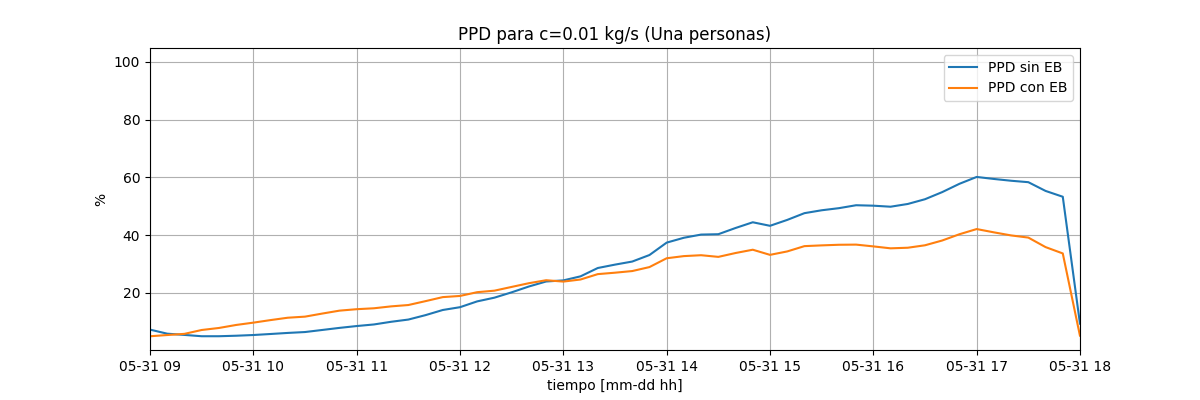 PPD para c=0.01 kg/s (Una personas)
PPD sin EB
PPD con EB
100
80
60
40
20
%
05-31 09 05-31 10 05-31 11 05-31 12 05-31 13 05-31 14 05-31 15 05-31 16 05-31 17 05-31 18
tiempo [mm-dd hh]